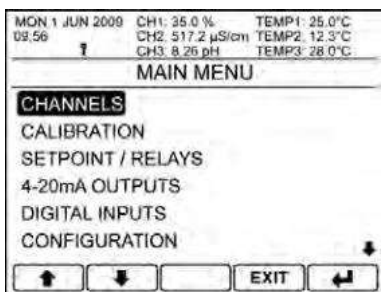 MON 1 JUN 2009 CH1: 35.0 % TEMP1: 25.0°C
09:56 CH2: 517.2 µS/cm TEMP2: 12.3°C
CH3: 8.26 pH TEMP3: 28.0°C
MAIN MENU
CHANNELS
CALIBRATION
SETPOINT / RELAYS
4-20mA OUTPUTS
DIGITAL INPUTS
CONFIGURATION
EXIT